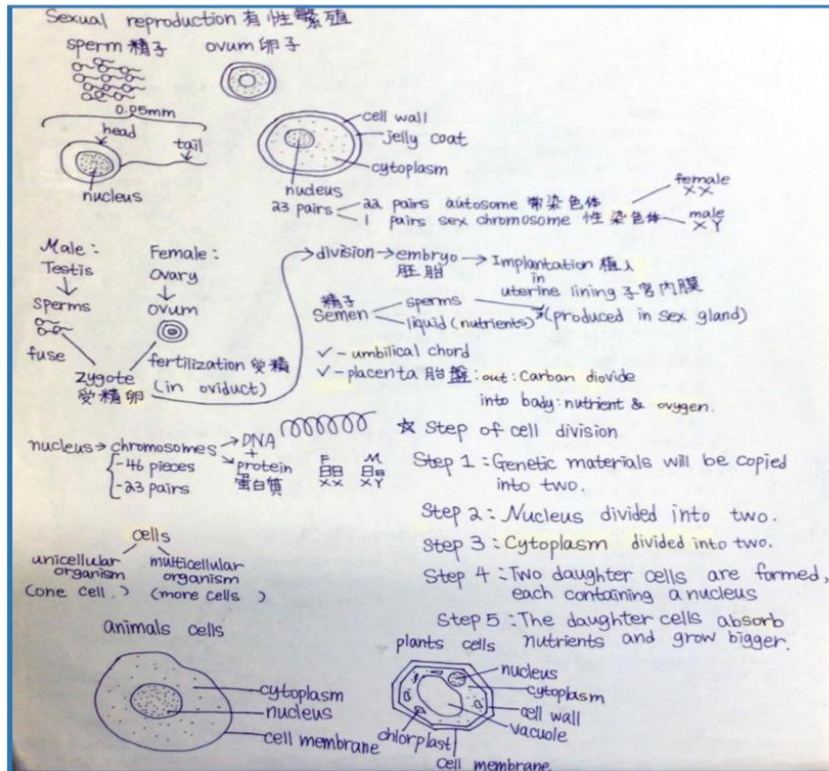 Sexual reproduction 有性繁殖
sperm 精子 ovum 卵子
0.05mm
head
tail
nucleus
cell wall
jelly coat
cytoplasm
nudeus
23 pairs
22 pairs autosome 常染色体
1 pairs sex chromosome 性染色体
female
XX
male
XY
Male:
Testis
sperms
fuse
Female:
Ovary
ovum
zygote
受精卵
fertilization 受精
(in oviduct)
division → embryo → Implantation 植入
胚胎
in
uterine lining 子宮内膜
精子
Semen
sperms
liquid (nutrients)
(produced in sex gland)
✓ - umbilical chord
✓ - placenta 胎盤: out: Carban diovide
into body: nutrient & ovygen.
nucleus → chromosomes → DNA
+
protein
蛋白質
-46 pieces
-23 pairs
F M
XX XY
☆ Step of cell division
Step 1: Genetic materials will be copied
into two.
Step 2: Nucleus divided into two.
Step 3: Cytoplasm divided into two.
Step 4: Two daughter cells are formed,
each containing a nucleus
Step 5: The daughter cells absorb
nutrients and grow bigger.
cells
unicellular
organism
(one cell.)
multicellular
organism
(more cells )
animals cells
cytoplasm
nucleus
cell membrane
plants cells
nucleus
cytoplasm
cell wall
vacuole
chlorplast
cell membrane.